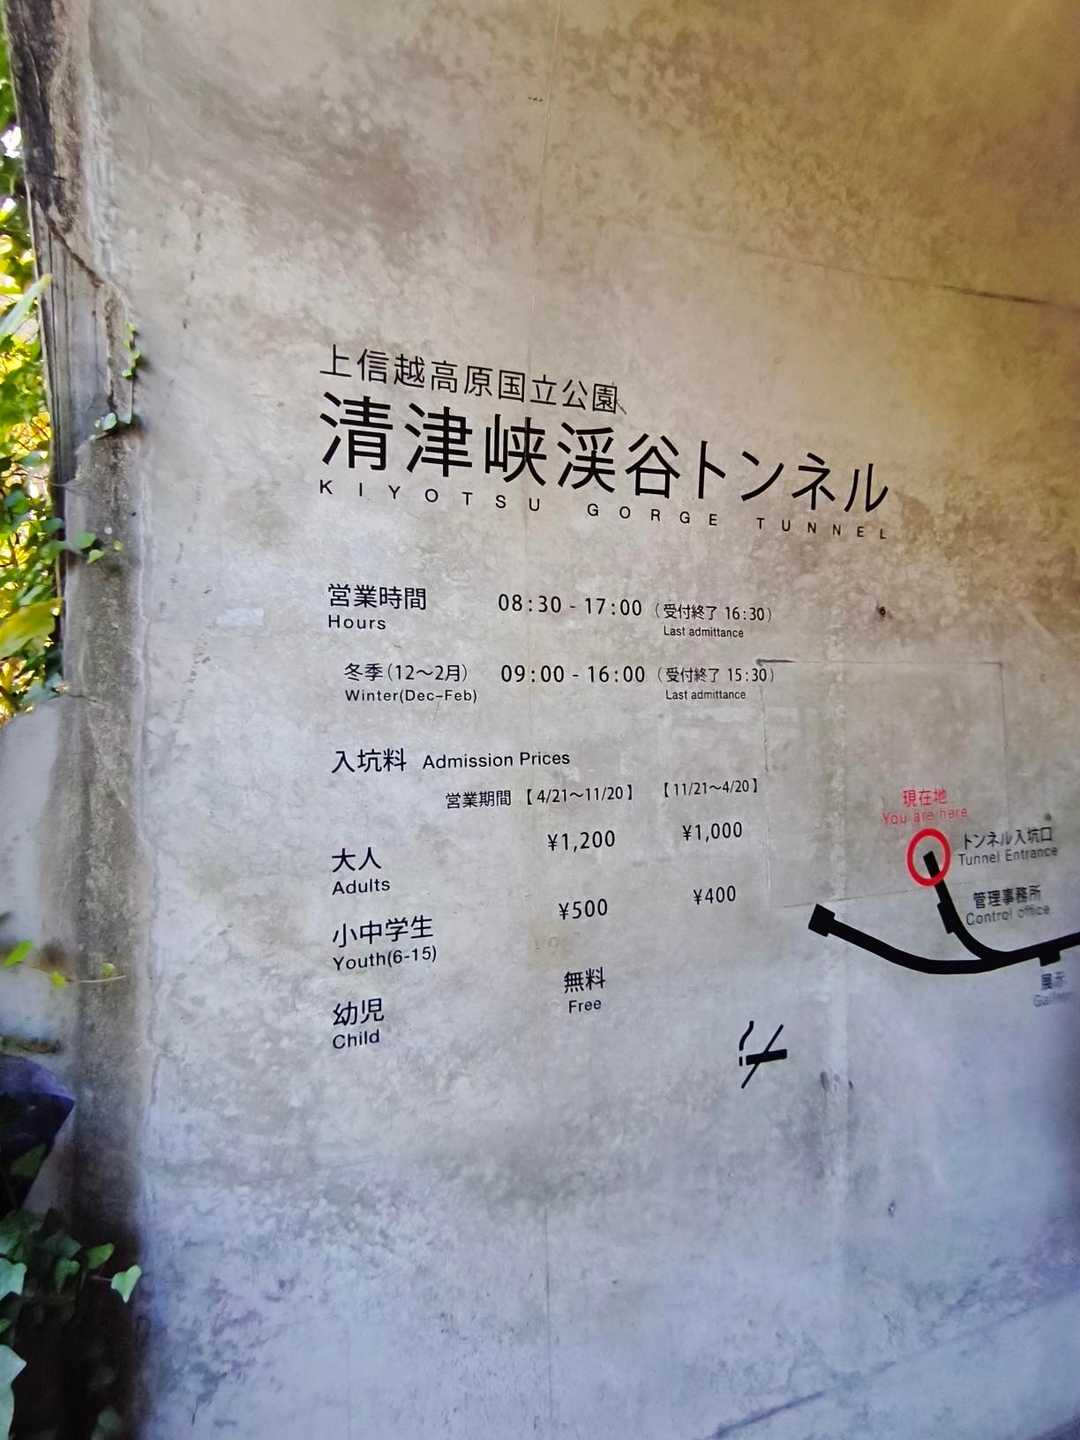 上信越高原国立公園
清津峡渓谷トンネル
KIYOTSU GORGE TUNNEL
営業時間 08:30 - 17:00 (受付終了 16:30)
Hours Last admittance
冬季(12～2月) 09:00 - 16:00 (受付終了 15:30)
Winter(Dec-Feb) Last admittance
入坑料 Admission Prices
営業期間 【4/21～11/20】 【11/21～4/20】
大人 ¥1,200 ¥1,000
Adults
小中学生 ¥500 ¥400
Youth(6-15)
幼児 無料
Child Free
現在地
You are here
トンネル入坑口
Tunnel Entrance
管理事務所
Control office
展示